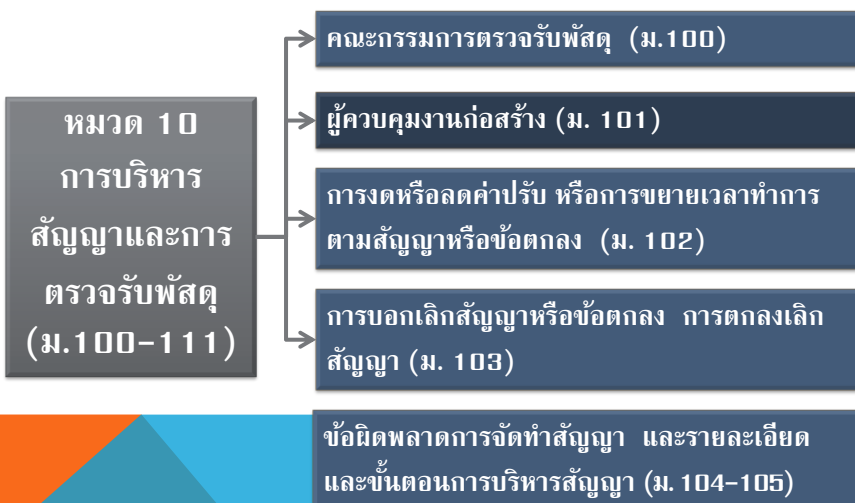 หมวด 10
การบริหาร
สัญญาและการ
ตรวจรับพัสดุ
(ม.100-111)
คณะกรรมการตรวจรับพัสดุ (ม.100)
ผู้ควบคุมงานก่อสร้าง (ม. 101)
การงดหรือลดค่าปรับ หรือการขยายเวลาทำการ
ตามสัญญาหรือข้อตกลง (ม. 102)
การบอกเลิกสัญญาหรือข้อตกลง การตกลงเลิก
สัญญา (ม. 103)
ข้อผิดพลาดการจัดทำสัญญา และรายละเอียด
และขั้นตอนการบริหารสัญญา (ม. 104-105)